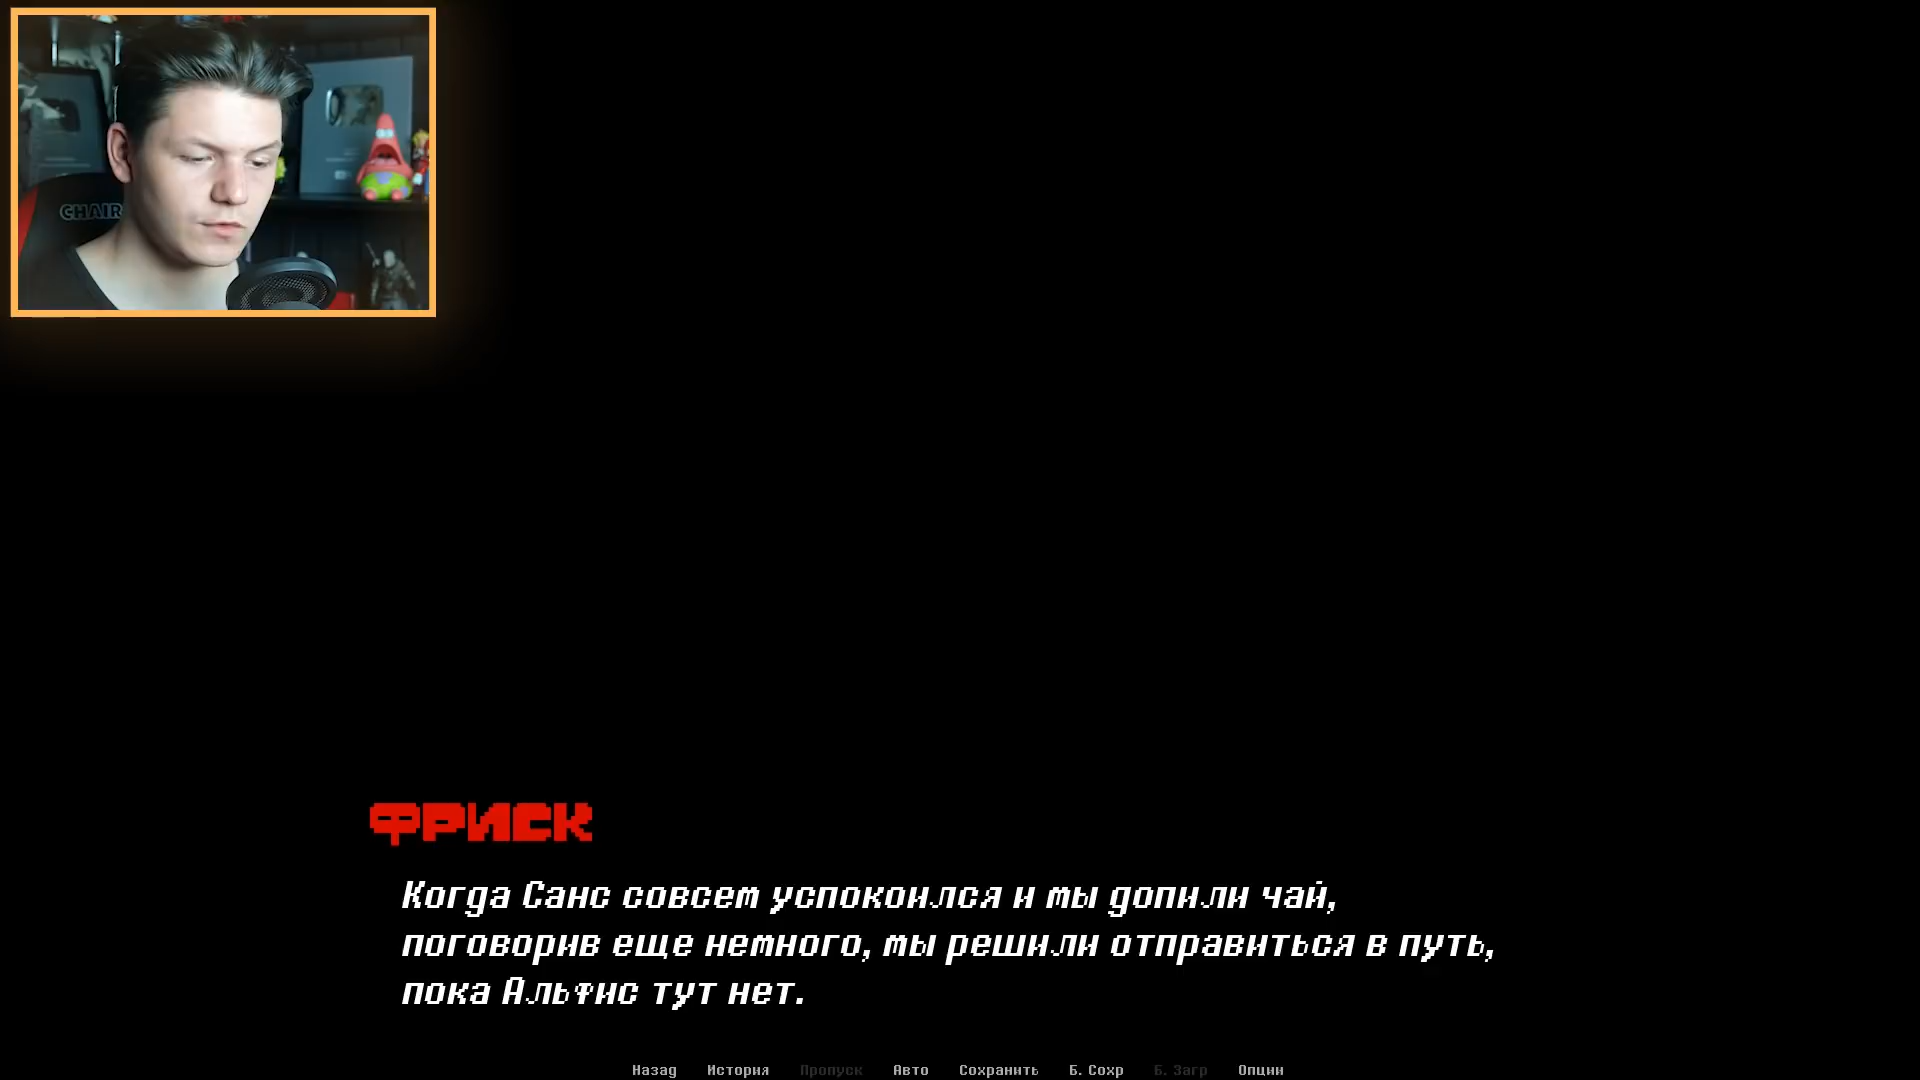 CHAIR
ФРИСК
Когда Санс совсем успокоился и мы допили чай,
поговорив еще немного, мы решили отправиться в путь,
пока Альфис тут нет.
Назад История Пропуск Авто Сохранить Б. Сохр Б. Загр Опции